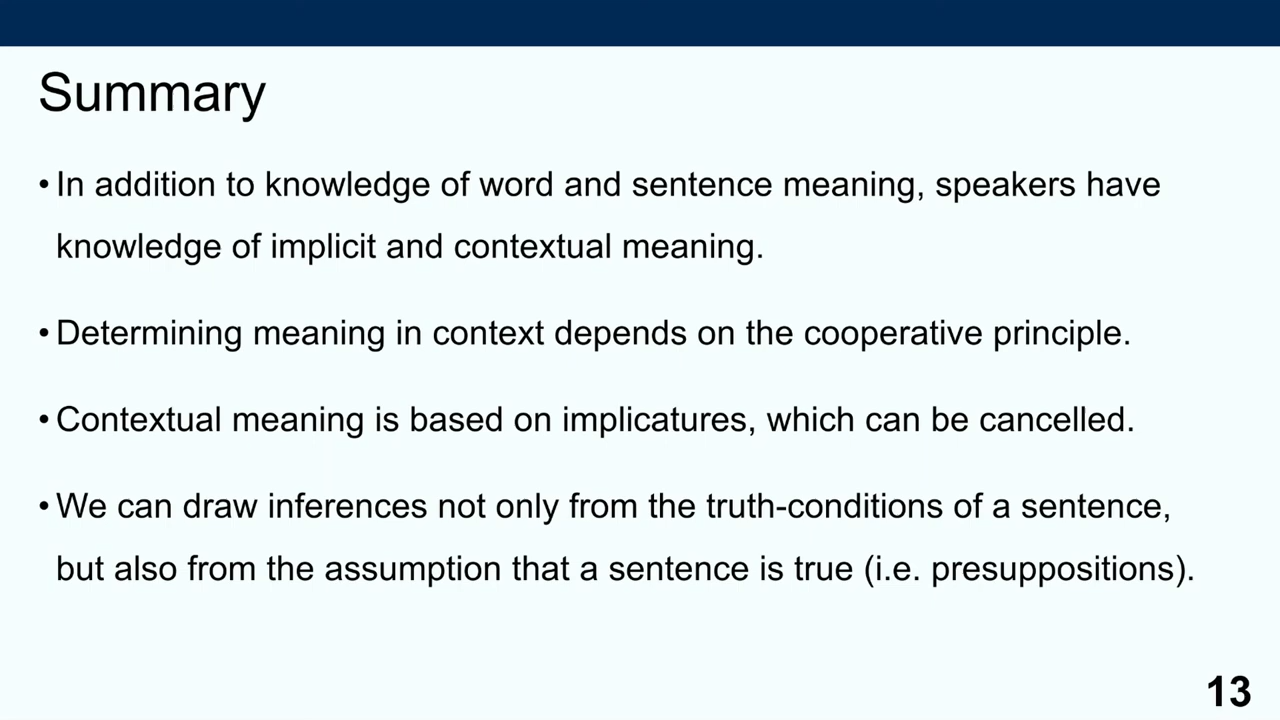 Summary
• In addition to knowledge of word and sentence meaning, speakers have
knowledge of implicit and contextual meaning.
• Determining meaning in context depends on the cooperative principle.
• Contextual meaning is based on implicatures, which can be cancelled.
• We can draw inferences not only from the truth-conditions of a sentence,
but also from the assumption that a sentence is true (i.e. presuppositions).
13